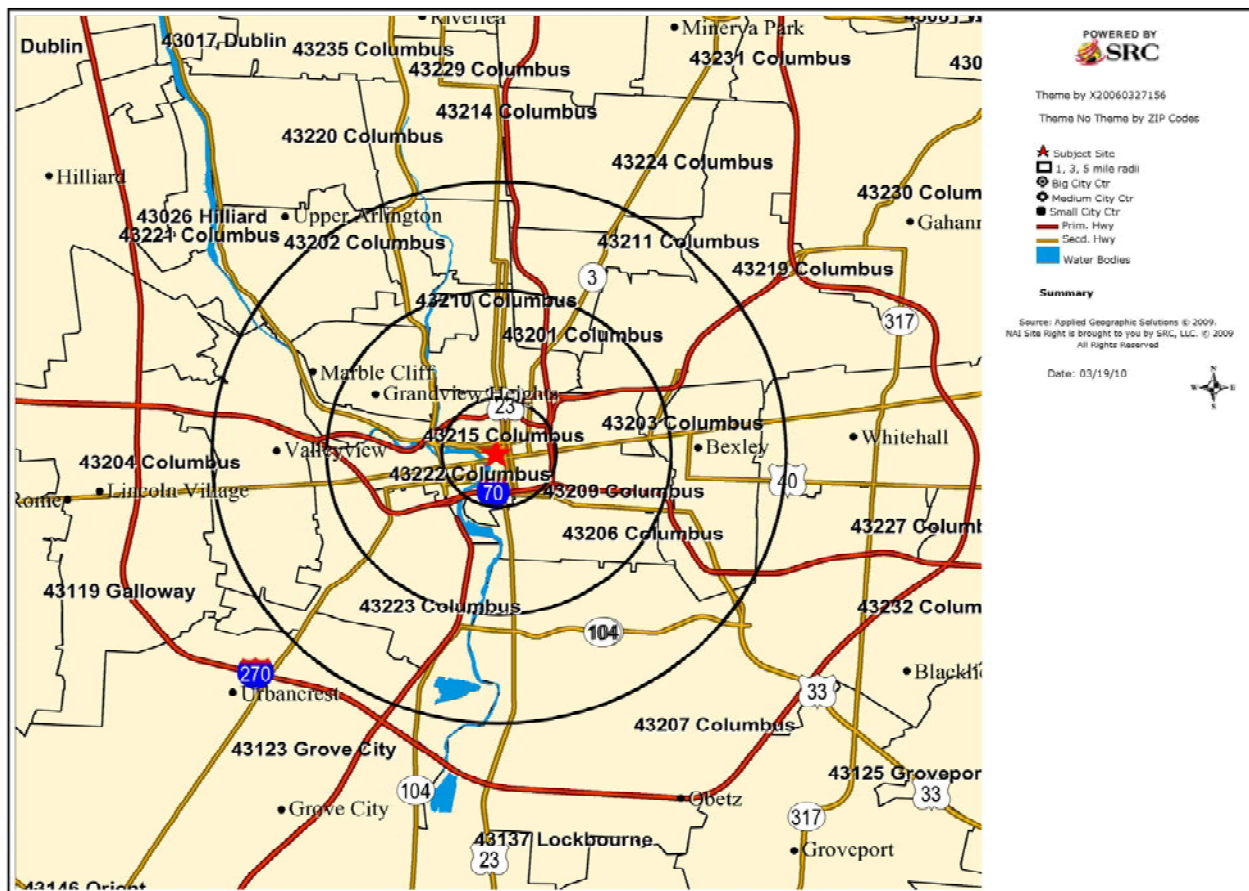 Riverlea
Minerva Park
Dublin
43017 Dublin
43235 Columbus
43231 Columbus
43229 Columbus
43214 Columbus
43220 Columbus
43224 Columbus
Hilliard
43230 Colum
43026 Hilliard
Upper Arlington
Gahann
43221 Columbus
43202 Columbus
43211 Columbus
43219 Columbus
3
43210 Columbus
317
43201 Columbus
Marble Cliff
Grandview Heights
23
43203 Columbus
43215 Columbus
Whitehall
Valleyview
Bexley
43204 Columbus
43222 Columbus
40
Rome
Lincoln Village
70
43209 Columbus
43227 Columb
43206 Columbus
43119 Galloway
43223 Columbus
43232 Colum
104
270
Blackli
Urbancrest
33
43207 Columbus
43123 Grove City
43125 Grovepor
104
33
Grove City
Obetz
317
43137 Lockbourne
23
Groveport
43146 Orient
POWERED BY
SRC
Theme by X20060327156
Theme No Theme by ZIP Codes
Subject Site
1, 3, 5 mile radii
Big City Ctr
Medium City Ctr
Small City Ctr
Prim. Hwy
Secd. Hwy
Water Bodies
Summary
Source: Applied Geographic Solutions © 2009.
NAI Site Right is brought to you by SRC, LLC. © 2009
All Rights Reserved
Date: 03/19/10
N
W E
S